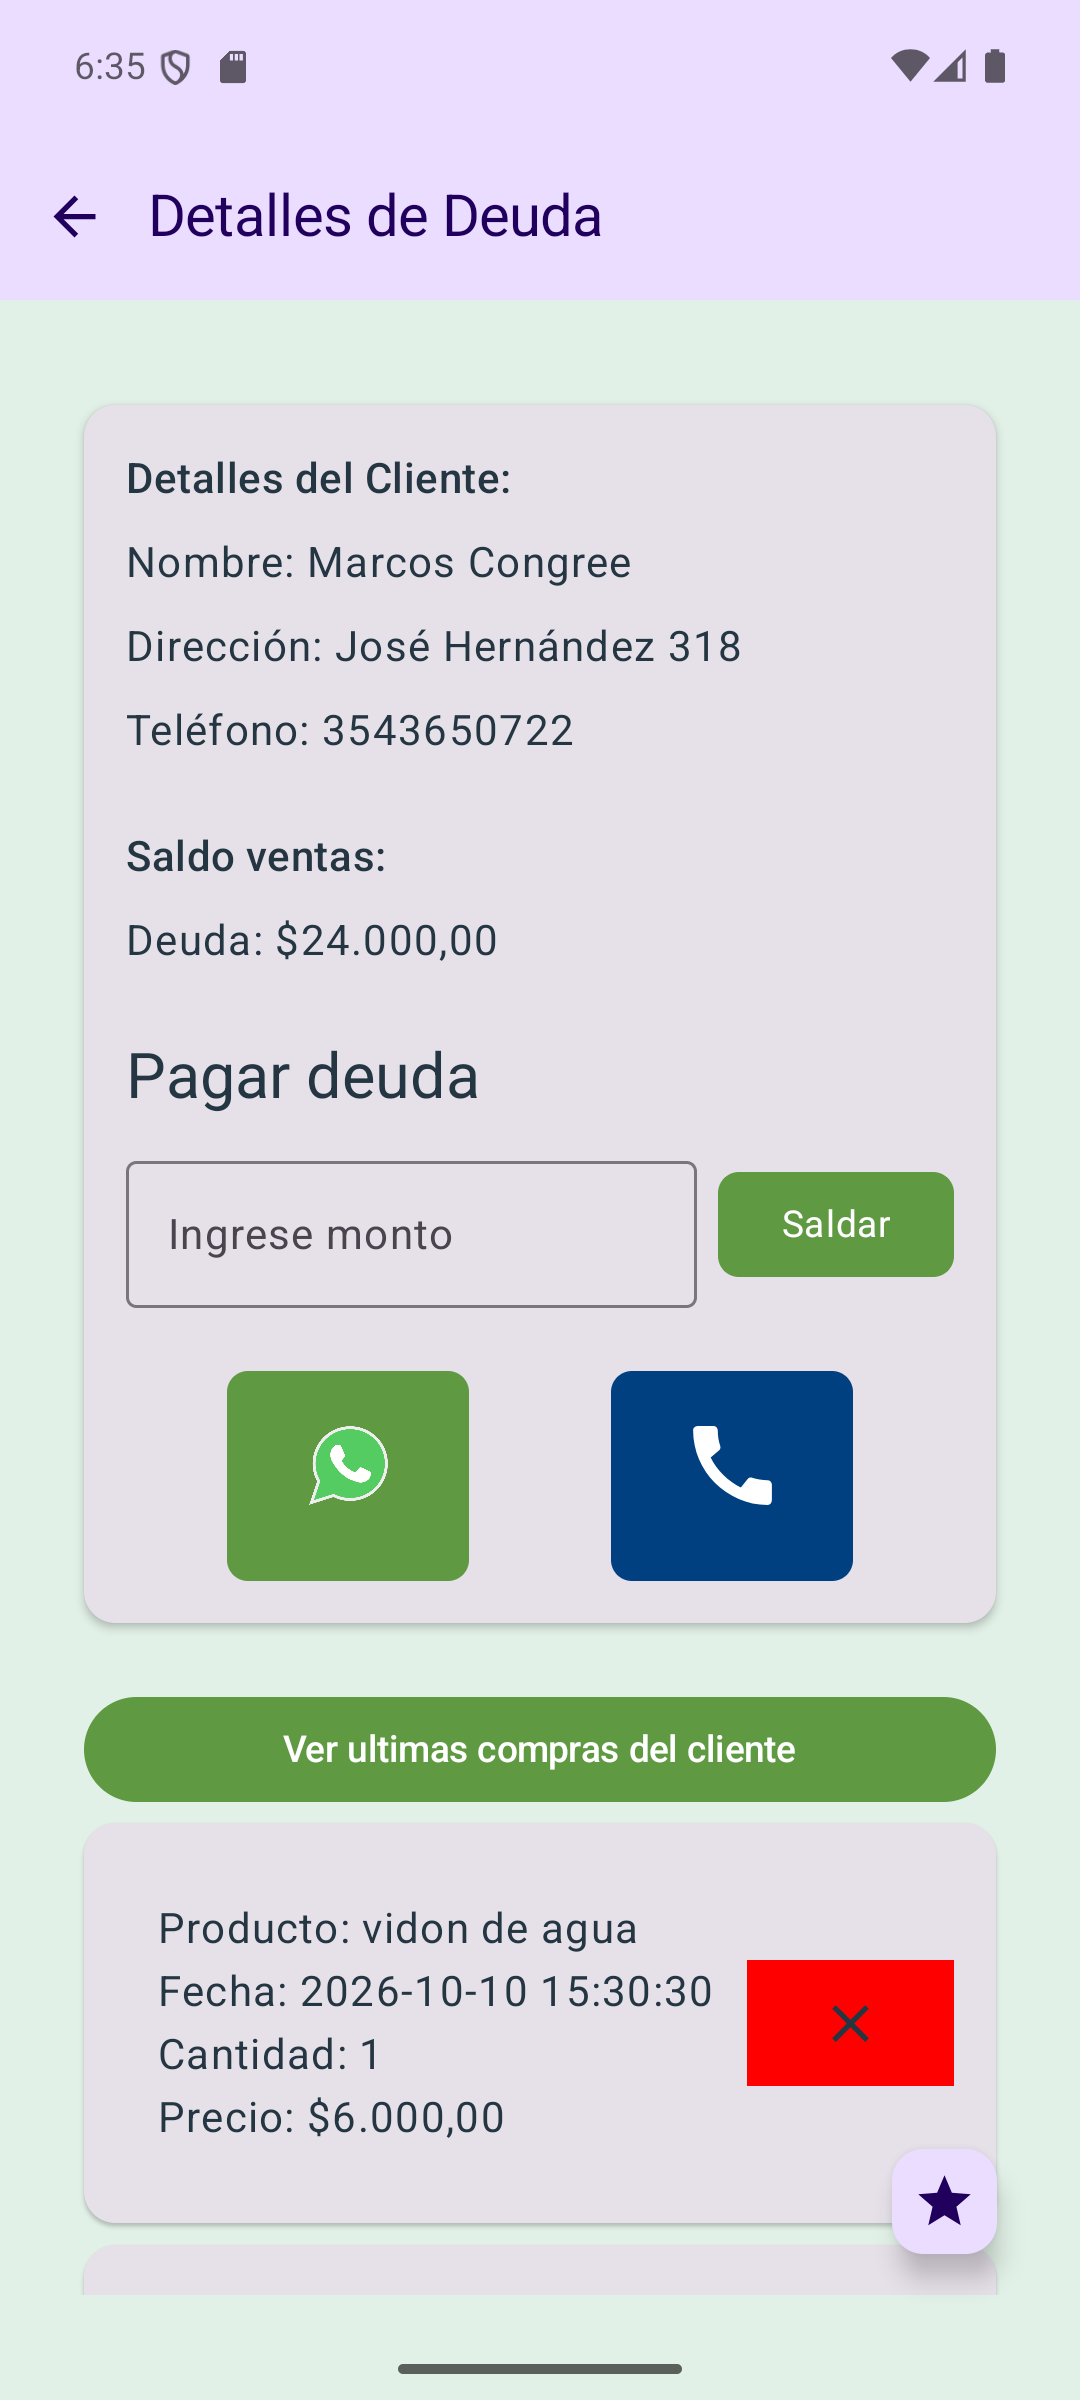 6:35
Detalles de Deuda
Detalles del Cliente:
Nombre: Marcos Congree
Dirección: José Hernández 318
Teléfono: 3543650722
Saldo ventas:
Deuda: $24.000,00
Pagar deuda
Ingrese monto
Saldar
Ver ultimas compras del cliente
Producto: vidon de agua
Fecha: 2026-10-10 15:30:30
Cantidad: 1
Precio: $6.000,00